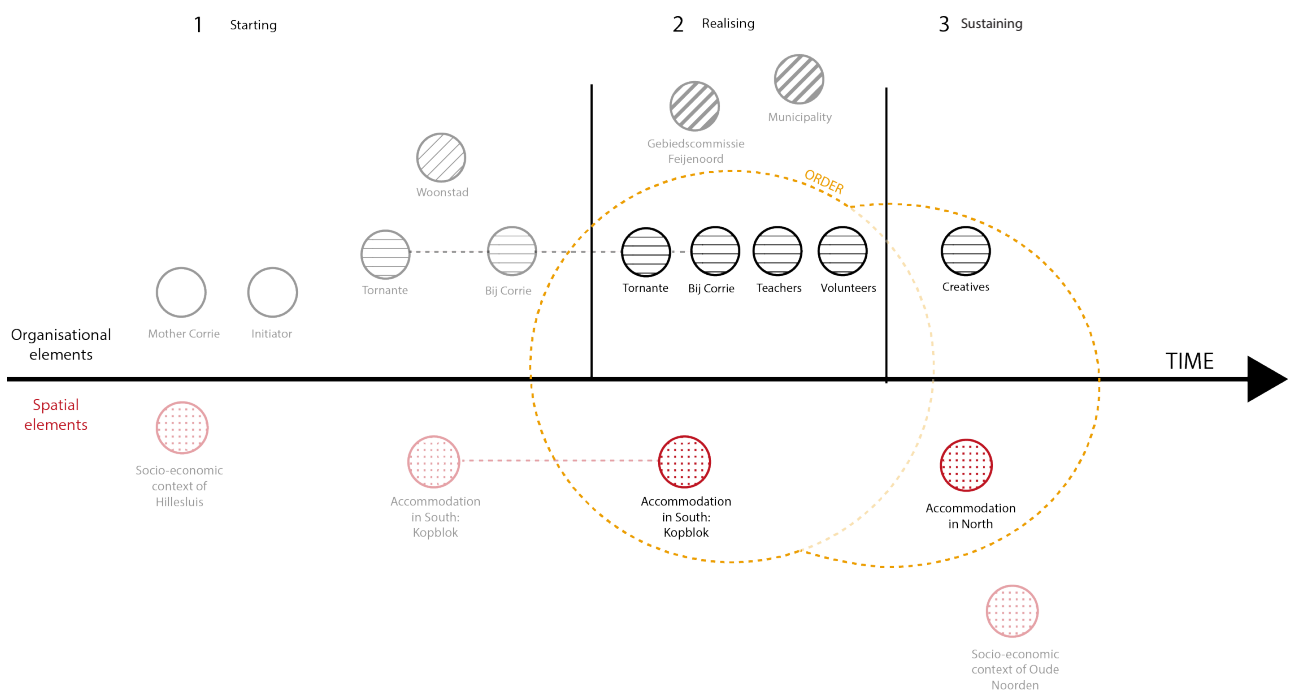 1 Starting
2 Realising
3 Sustaining
Municipality
Gebiedscommissie
Feijenoord
ORDER
Woonstad
Tornante
Bij Corrie
Tornante
Bij Corrie
Teachers
Volunteers
Creatives
Mother Corrie
Initiator
Organisational
elements
TIME
Spatial
elements
Socio-economic
context of
Hillesluis
Accommodation
in South:
Kopblok
Accommodation
in South:
Kopblok
Accommodation
in North
Socio-economic
context of Oude
Noorden